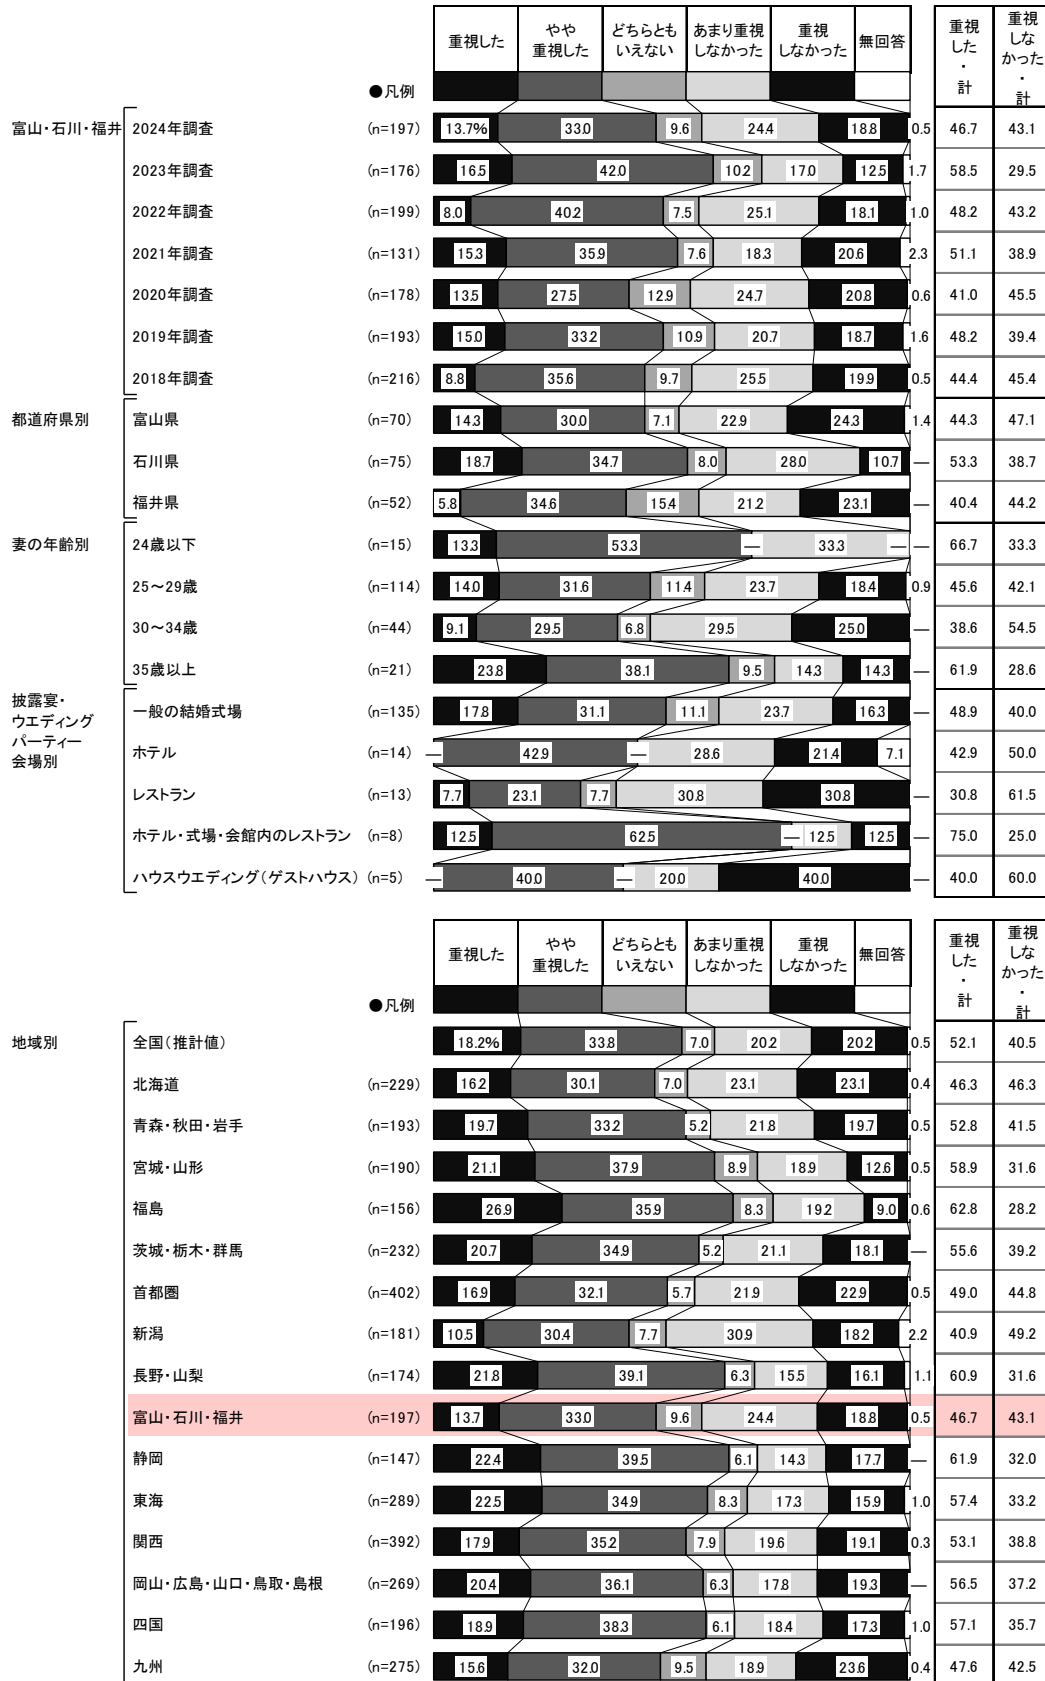 重視した やや重視した どちらともいえない あまり重視しなかった 重視しなかった 無回答 重視した・計 重視しなかった・計
●凡例
富山・石川・福井 2024年調査 (n=197) 13.7% 33.0 9.6 24.4 18.8 0.5 46.7 43.1
2023年調査 (n=176) 16.5 42.0 10.2 17.0 12.5 1.7 58.5 29.5
2022年調査 (n=199) 8.0 40.2 7.5 25.1 18.1 1.0 48.2 43.2
2021年調査 (n=131) 15.3 35.9 7.6 18.3 20.6 2.3 51.1 38.9
2020年調査 (n=178) 13.5 27.5 12.9 24.7 20.8 0.6 41.0 45.5
2019年調査 (n=193) 15.0 33.2 10.9 20.7 18.7 1.6 48.2 39.4
2018年調査 (n=216) 8.8 35.6 9.7 25.5 19.9 0.5 44.4 45.4
都道府県別 富山県 (n=70) 14.3 30.0 7.1 22.9 24.3 1.4 44.3 47.1
石川県 (n=75) 18.7 34.7 8.0 28.0 10.7 — 53.3 38.7
福井県 (n=52) 5.8 34.6 15.4 21.2 23.1 — 40.4 44.2
妻の年齢別 24歳以下 (n=15) 13.3 53.3 — 33.3 — — 66.7 33.3
25～29歳 (n=114) 14.0 31.6 11.4 23.7 18.4 0.9 45.6 42.1
30～34歳 (n=44) 9.1 29.5 6.8 29.5 25.0 — 38.6 54.5
35歳以上 (n=21) 23.8 38.1 9.5 14.3 14.3 — 61.9 28.6
披露宴・ウエディングパーティー会場別 一般の結婚式場 (n=135) 17.8 31.1 11.1 23.7 16.3 48.9 40.0
ホテル (n=14) — 42.9 — 28.6 21.4 7.1 42.9 50.0
レストラン (n=13) 7.7 23.1 7.7 30.8 30.8 — 30.8 61.5
ホテル・式場・会館内のレストラン (n=8) 12.5 62.5 — 12.5 12.5 — 75.0 25.0
ハウスウエディング(ゲストハウス) (n=5) — 40.0 — 20.0 40.0 — 40.0 60.0
重視した やや重視した どちらともいえない あまり重視しなかった 重視しなかった 無回答 重視した・計 重視しなかった・計
●凡例
地域別 全国(推計値) 18.2% 33.8 7.0 20.2 20.2 0.5 52.1 40.5
北海道 (n=229) 16.2 30.1 7.0 23.1 23.1 0.4 46.3 46.3
青森・秋田・岩手 (n=193) 19.7 33.2 5.2 21.8 19.7 0.5 52.8 41.5
宮城・山形 (n=190) 21.1 37.9 8.9 18.9 12.6 0.5 58.9 31.6
福島 (n=156) 26.9 35.9 8.3 19.2 9.0 0.6 62.8 28.2
茨城・栃木・群馬 (n=232) 20.7 34.9 5.2 21.1 18.1 — 55.6 39.2
首都圏 (n=402) 16.9 32.1 5.7 21.9 22.9 0.5 49.0 44.8
新潟 (n=181) 10.5 30.4 7.7 30.9 18.2 2.2 40.9 49.2
長野・山梨 (n=174) 21.8 39.1 6.3 15.5 16.1 1.1 60.9 31.6
富山・石川・福井 (n=197) 13.7 33.0 9.6 24.4 18.8 0.5 46.7 43.1
静岡 (n=147) 22.4 39.5 6.1 14.3 17.7 — 61.9 32.0
東海 (n=289) 22.5 34.9 8.3 17.3 15.9 1.0 57.4 33.2
関西 (n=392) 17.9 35.2 7.9 19.6 19.1 0.3 53.1 38.8
岡山・広島・山口・鳥取・島根 (n=269) 20.4 36.1 6.3 17.8 19.3 — 56.5 37.2
四国 (n=196) 18.9 38.3 6.1 18.4 17.3 1.0 57.1 35.7
九州 (n=275) 15.6 32.0 9.5 18.9 23.6 0.4 47.6 42.5